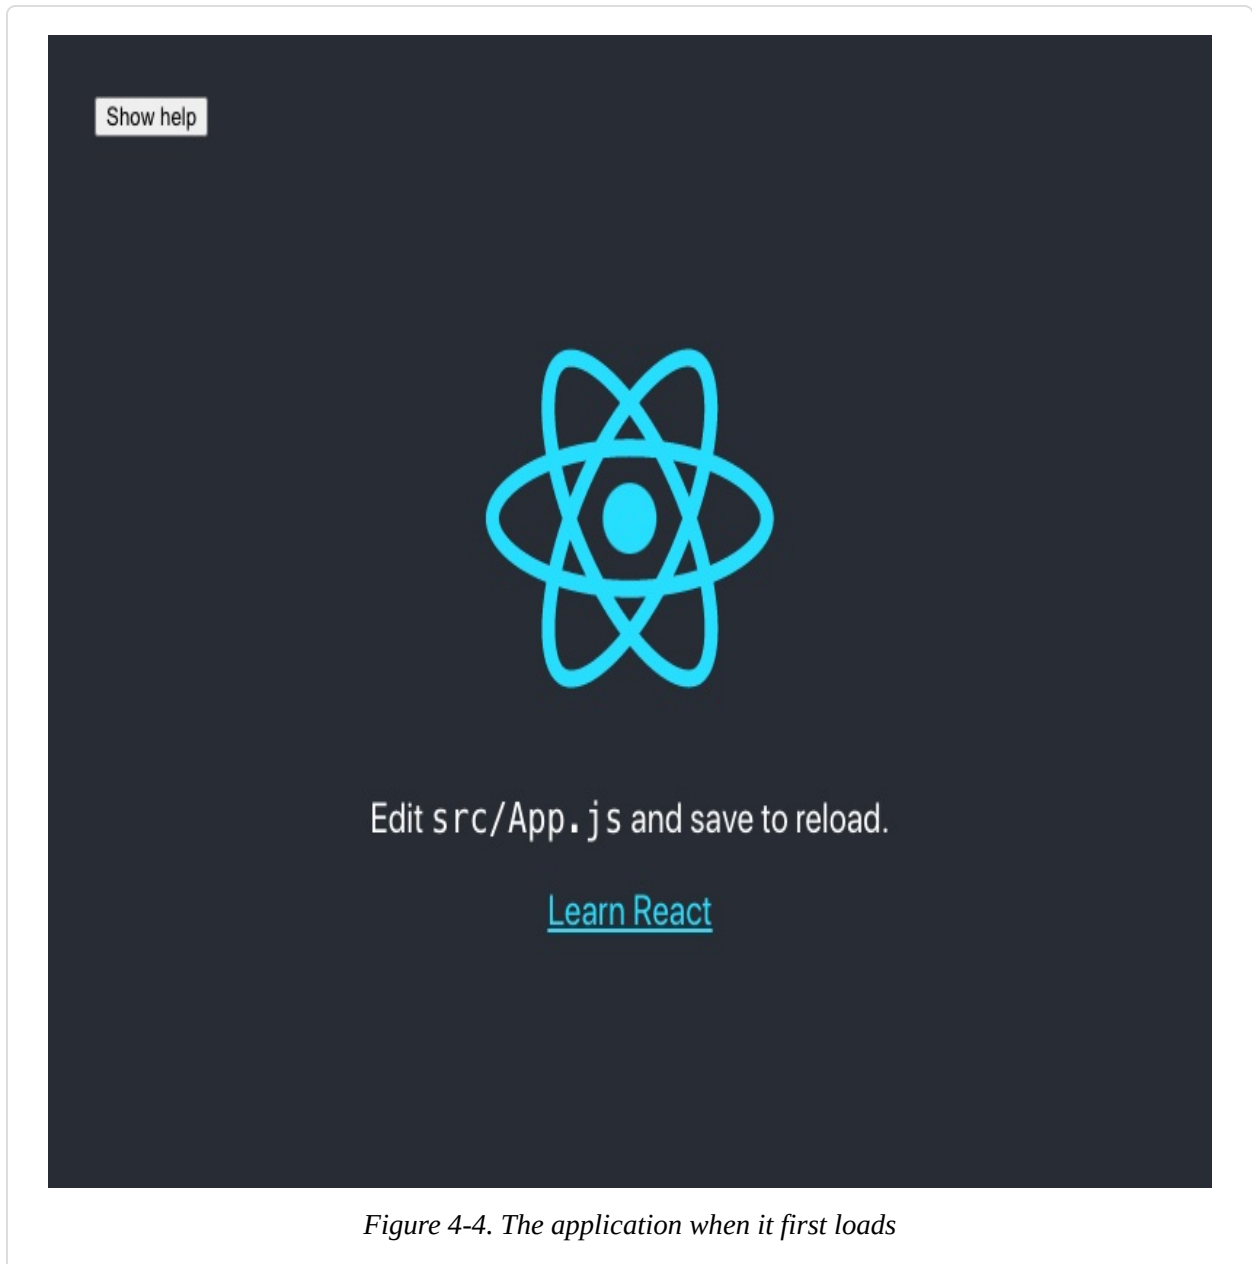 Show help
Edit src/App.js and save to reload.
Learn React
Figure 4-4. The application when it first loads